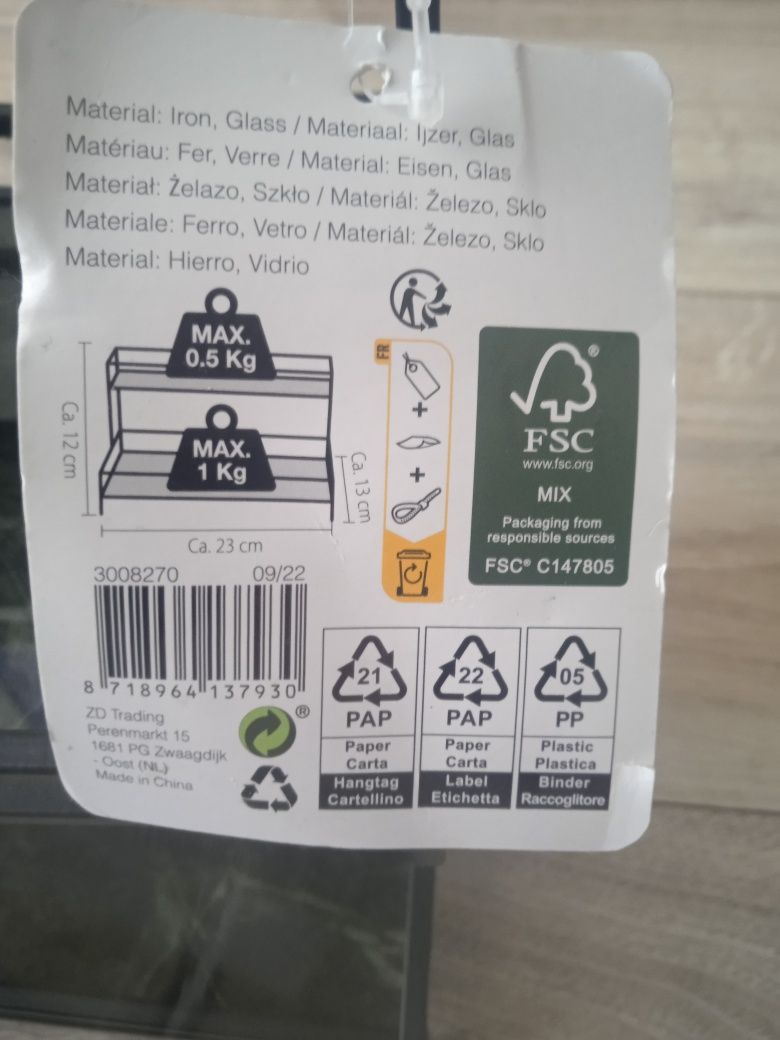 Material: Iron, Glass / Materiaal: Ijzer, Glas
Matériau: Fer, Verre / Material: Eisen, Glas
Materiał: Żelazo, Szkło / Materiál: Železo, Sklo
Materiale: Ferro, Vetro / Materiál: Železo, Sklo
Material: Hierro, Vidrio
MAX.
0.5 Kg
MAX.
1 Kg
Ca. 12 cm
Ca. 13 cm
Ca. 23 cm
FR
+
+
®
FSC
www.fsc.org
MIX
Packaging from
responsible sources
FSC® C147805
3008270 09/22
8 718964 137930
ZD Trading
Perenmarkt 15
1681 PG Zwaagdijk
- Oost (NL)
Made in China
®
21
PAP
Paper
Carta
Hangtag
Cartellino
22
PAP
Paper
Carta
Label
Etichetta
05
PP
Plastic
Plastica
Binder
Raccoglitore